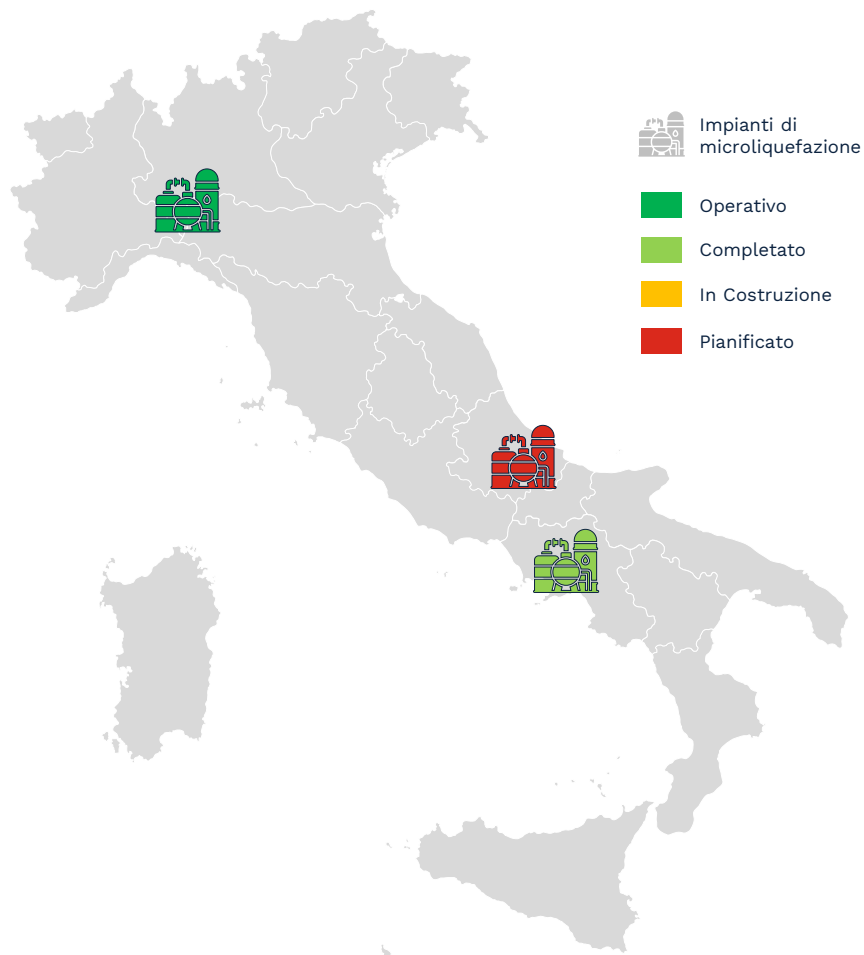 Impianti di
microliquefazione
Operativo
Completato
In Costruzione
Pianificato